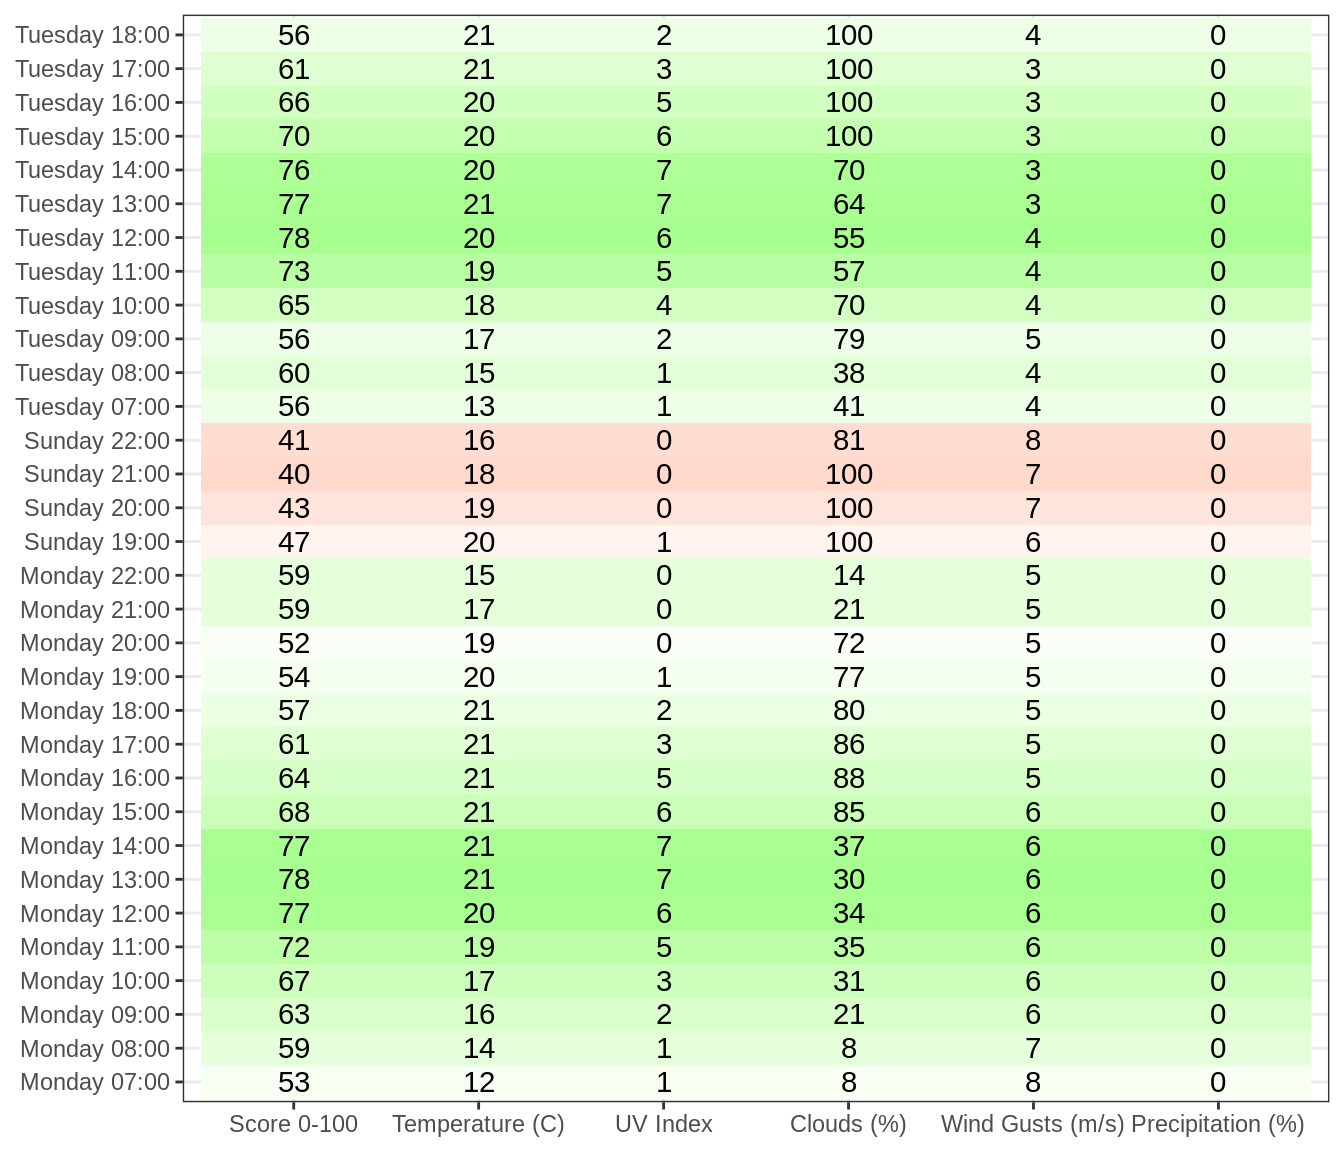 Tuesday 18:00 56 21 2 100 4 0
Tuesday 17:00 61 21 3 100 3 0
Tuesday 16:00 66 20 5 100 3 0
Tuesday 15:00 70 20 6 100 3 0
Tuesday 14:00 76 20 7 70 3 0
Tuesday 13:00 77 21 7 64 3 0
Tuesday 12:00 78 20 6 55 4 0
Tuesday 11:00 73 19 5 57 4 0
Tuesday 10:00 65 18 4 70 4 0
Tuesday 09:00 56 17 2 79 5 0
Tuesday 08:00 60 15 1 38 4 0
Tuesday 07:00 56 13 1 41 4 0
Sunday 22:00 41 16 0 81 8 0
Sunday 21:00 40 18 0 100 7 0
Sunday 20:00 43 19 0 100 7 0
Sunday 19:00 47 20 1 100 6 0
Monday 22:00 59 15 0 14 5 0
Monday 21:00 59 17 0 21 5 0
Monday 20:00 52 19 0 72 5 0
Monday 19:00 54 20 1 77 5 0
Monday 18:00 57 21 2 80 5 0
Monday 17:00 61 21 3 86 5 0
Monday 16:00 64 21 5 88 5 0
Monday 15:00 68 21 6 85 6 0
Monday 14:00 77 21 7 37 6 0
Monday 13:00 78 21 7 30 6 0
Monday 12:00 77 20 6 34 6 0
Monday 11:00 72 19 5 35 6 0
Monday 10:00 67 17 3 31 6 0
Monday 09:00 63 16 2 21 6 0
Monday 08:00 59 14 1 8 7 0
Monday 07:00 53 12 1 8 8 0
Score 0-100 Temperature (C) UV Index Clouds (%) Wind Gusts (m/s) Precipitation (%)